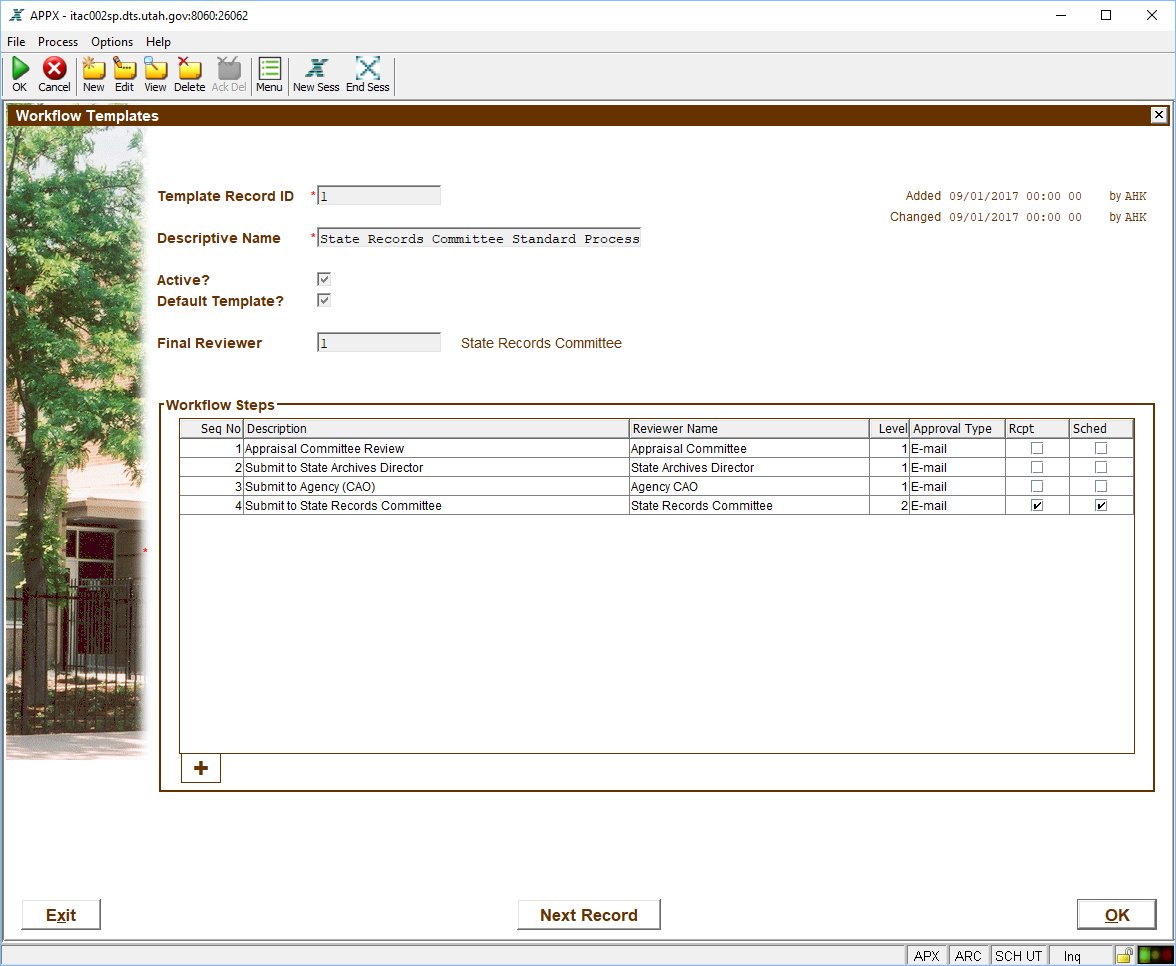 APPX - itac002sp.dts.utah.gov:8060:26062
File Process Options Help
OK Cancel New Edit View Delete Ack Del Menu New Sess End Sess
Workflow Templates
Template Record ID *1 Added 09/01/2017 00:00 00 by AHK
Changed 09/01/2017 00:00 00 by AHK
Descriptive Name *State Records Committee Standard Process
Active?
Default Template?
Final Reviewer 1 State Records Committee
Workflow Steps
Seq No Description Reviewer Name Level Approval Type Rcpt Sched
1 Appraisal Committee Review Appraisal Committee 1 E-mail
2 Submit to State Archives Director State Archives Director 1 E-mail
3 Submit to Agency (CAO) Agency CAO 1 E-mail
4 Submit to State Records Committee State Records Committee 2 E-mail
*
+
Exit Next Record OK
APX ARC SCH UT Inq